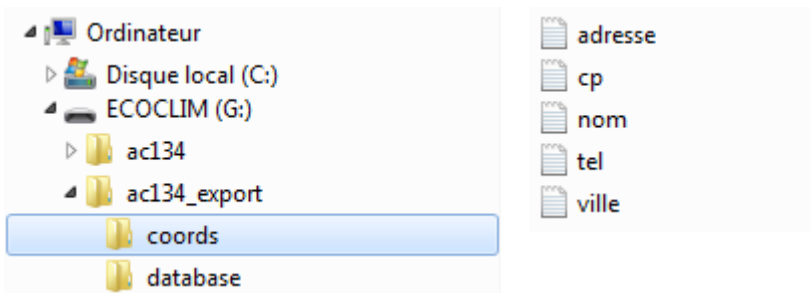 Ordinateur
Disque local (C:)
ECOCLIM (G:)
ac134
ac134_export
coords
database
adresse
cp
nom
tel
ville